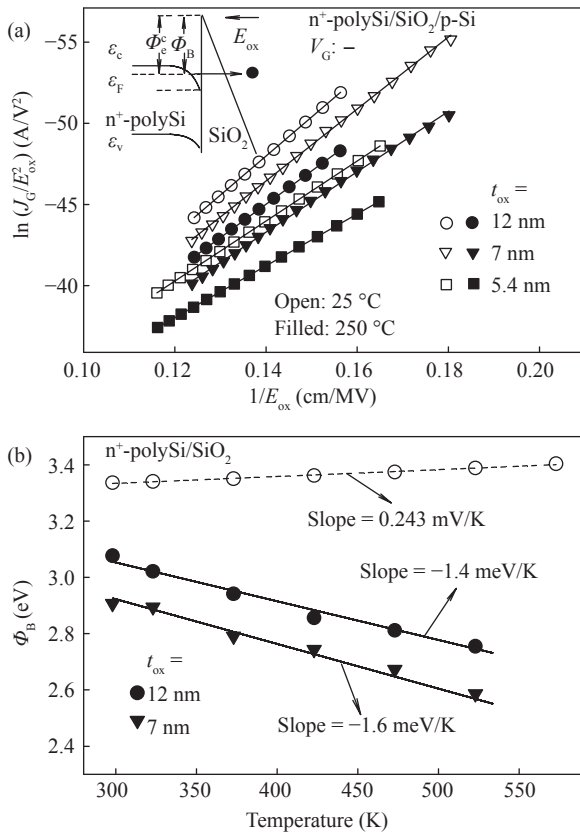 (a)
n⁺-polySi/SiO₂/p-Si
V_G: −
Φ_e^c Φ_B
E_ox
ε_c
ε_F
n⁺-polySi
SiO₂
ε_v
−55
−50
−45
−40
ln (J_G/E_ox^2) (A/V²)
t_ox =
12 nm
7 nm
5.4 nm
Open: 25 °C
Filled: 250 °C
0.10 0.12 0.14 0.16 0.18 0.20
1/E_ox (cm/MV)
(b)
n⁺-polySi/SiO₂
3.4
3.2
3.0
2.8
2.6
2.4
Φ_B (eV)
Slope = 0.243 mV/K
Slope = −1.4 meV/K
t_ox =
12 nm
7 nm
Slope = −1.6 meV/K
300 350 400 450 500 550
Temperature (K)